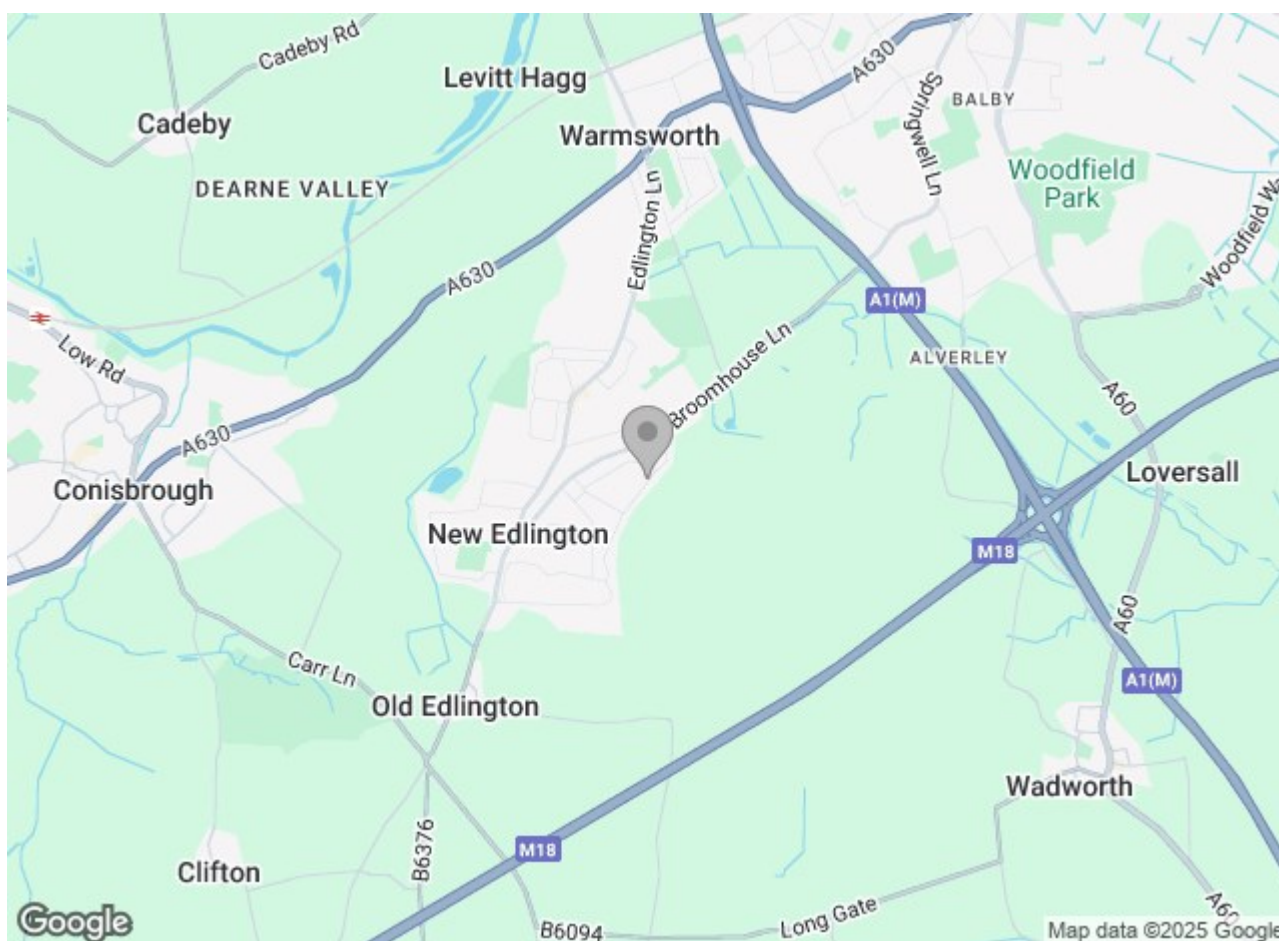 Cadeby Rd
Levitt Hagg
A630
Springwell Ln
BALBY
Cadeby
Warmsworth
DEARNE VALLEY
Woodfield
Park
Edlington Ln
A630
A1(M)
Low Rd
Broomhouse Ln
ALVERLEY
A60
A630
Conisbrough
Loversall
New Edlington
M18
A60
Carr Ln
Old Edlington
A1(M)
Wadworth
M18
B6376
Clifton
Long Gate
B6094
Google
Map data ©2025 Google